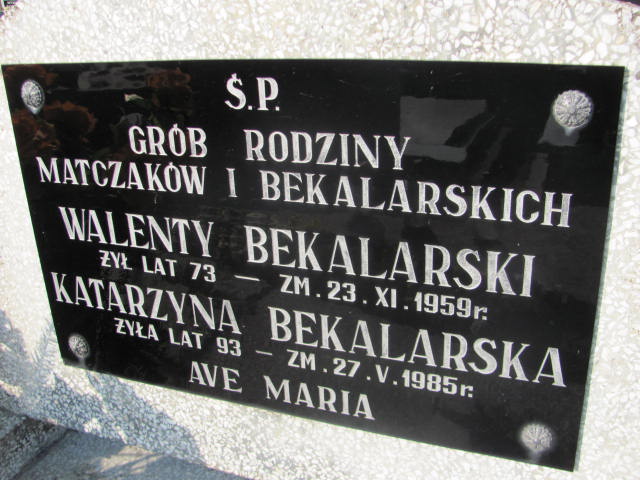 Ś.P.
GRÓB RODZINY
MATCZAKÓW I BEKALARSKICH
WALENTY BEKALARSKI
ŻYŁ LAT 73 — ZM. 23. XI. 1959r.
KATARZYNA BEKALARSKA
ŻYŁA LAT 93 — ZM. 27. V. 1985r.
AVE MARIA